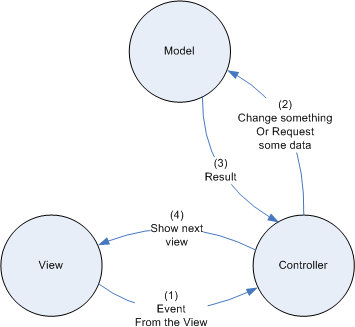 Model
(2)
Change something
Or Request
some data
(3)
Result
(4)
Show next
view
View
Controller
(1)
Event
From the View